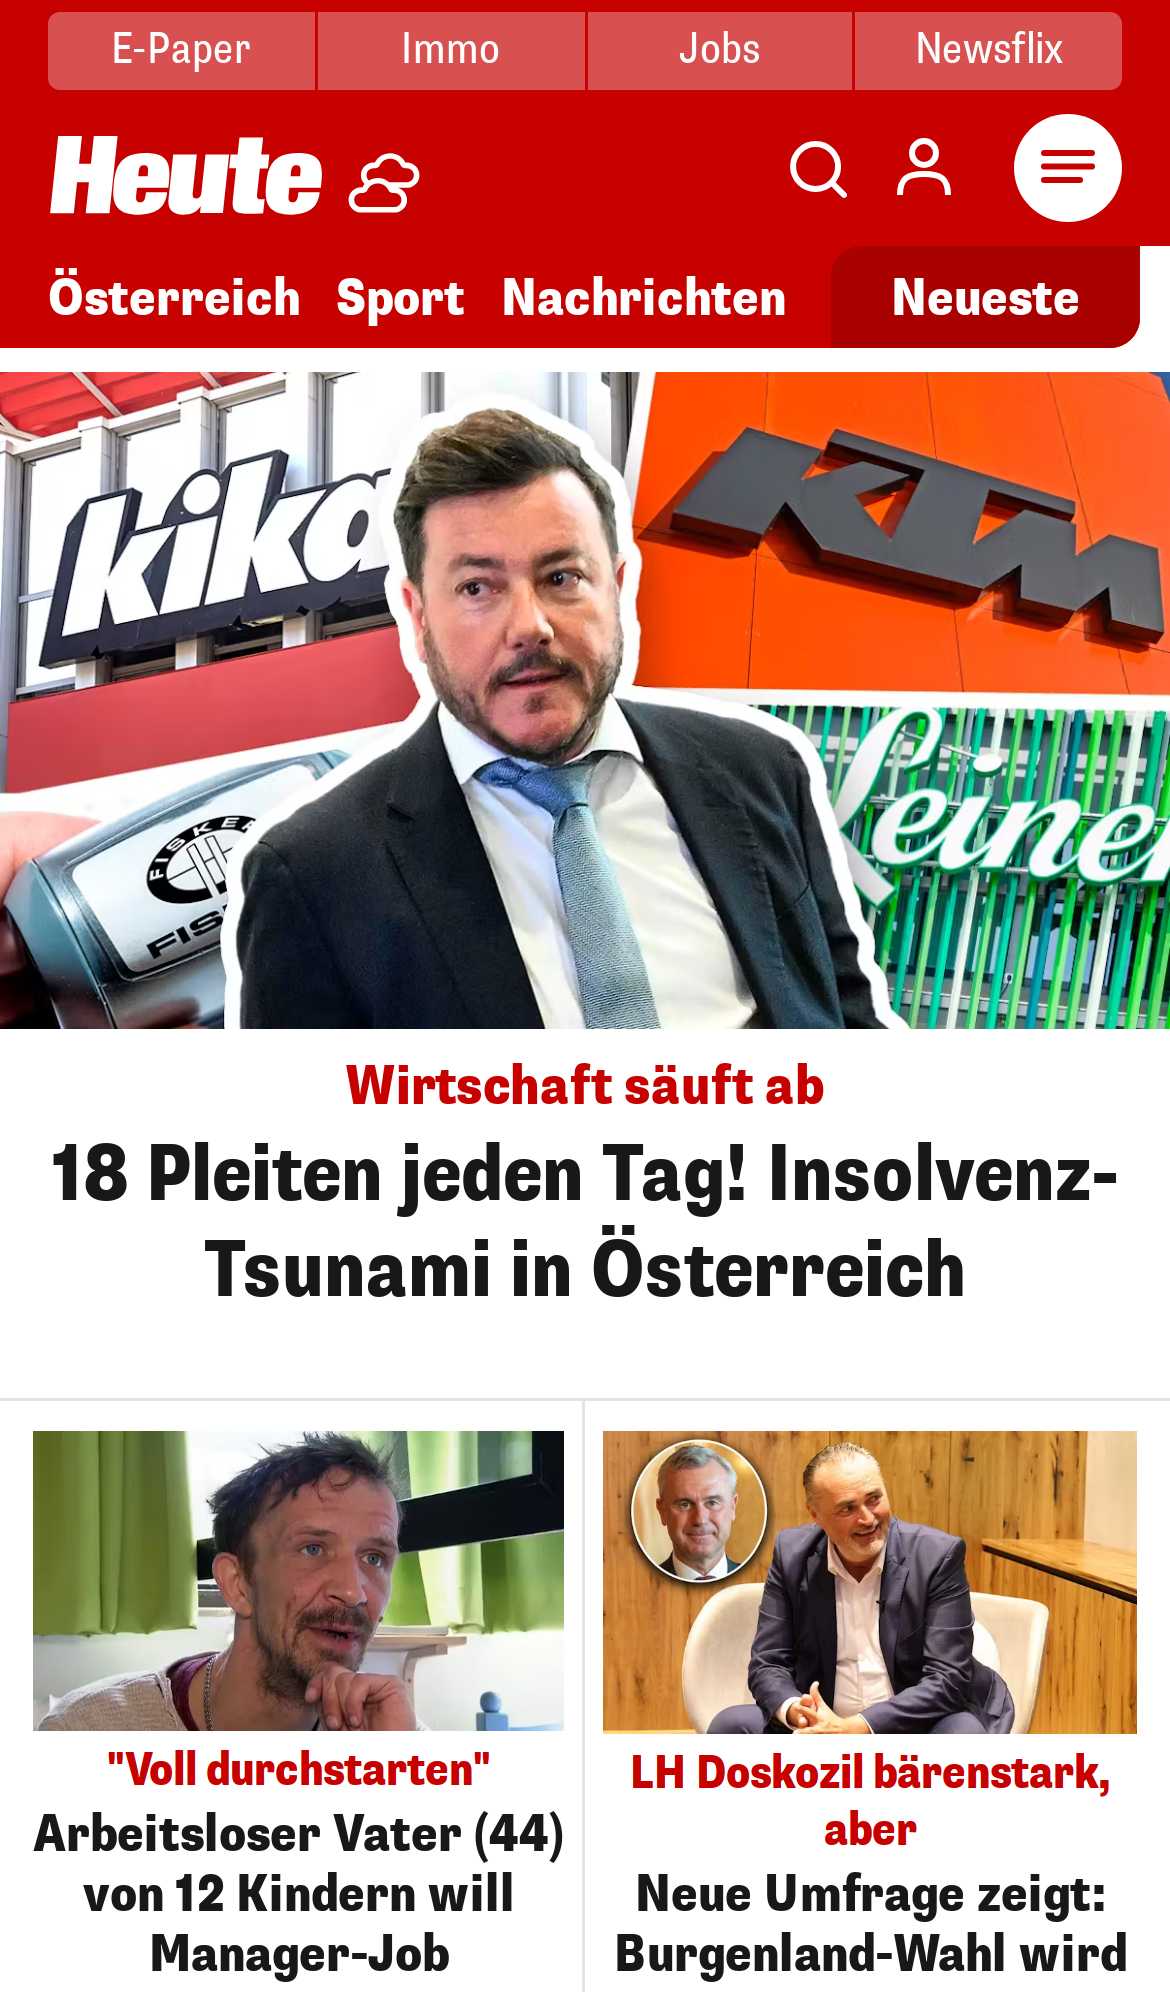 E-Paper
Immo
Jobs
Newsflix
Heute
Österreich
Sport
Nachrichten
Neueste
kika
KTM
Leiner
FISKER
Wirtschaft säuft ab
18 Pleiten jeden Tag! Insolvenz-
Tsunami in Österreich
"Voll durchstarten"
Arbeitsloser Vater (44)
von 12 Kindern will
Manager-Job
LH Doskozil bärenstark,
aber
Neue Umfrage zeigt:
Burgenland-Wahl wird